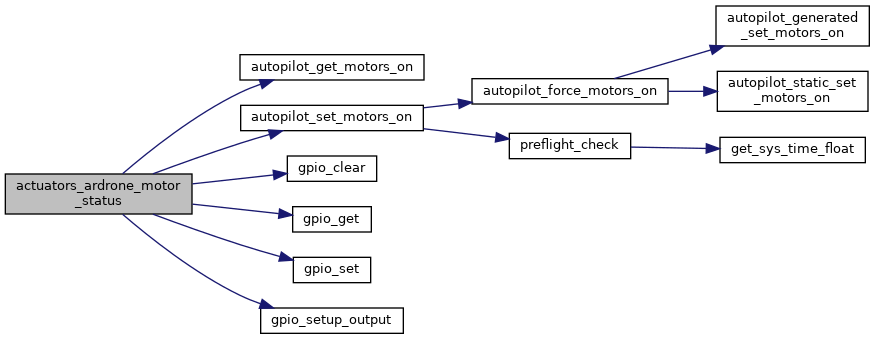 actuators_ardrone_motor
_status
autopilot_get_motors_on
autopilot_set_motors_on
gpio_clear
gpio_get
gpio_set
gpio_setup_output
autopilot_force_motors_on
preflight_check
autopilot_generated
_set_motors_on
autopilot_static_set
_motors_on
get_sys_time_float